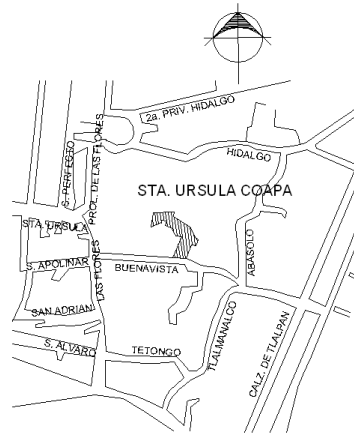 2a. PRIV. HIDALGO
S. PERFECTO
PROL. DE LAS FLORES
HIDALGO
STA. URSULA COAPA
STA. URSULA
ABASOLO
S. APOLINAR
BUENAVISTA
LAS FLORES
SAN ADRIAN
TLALMANALCO
CALZ. DE TLALPAN
S. ALVARO
TETONGO